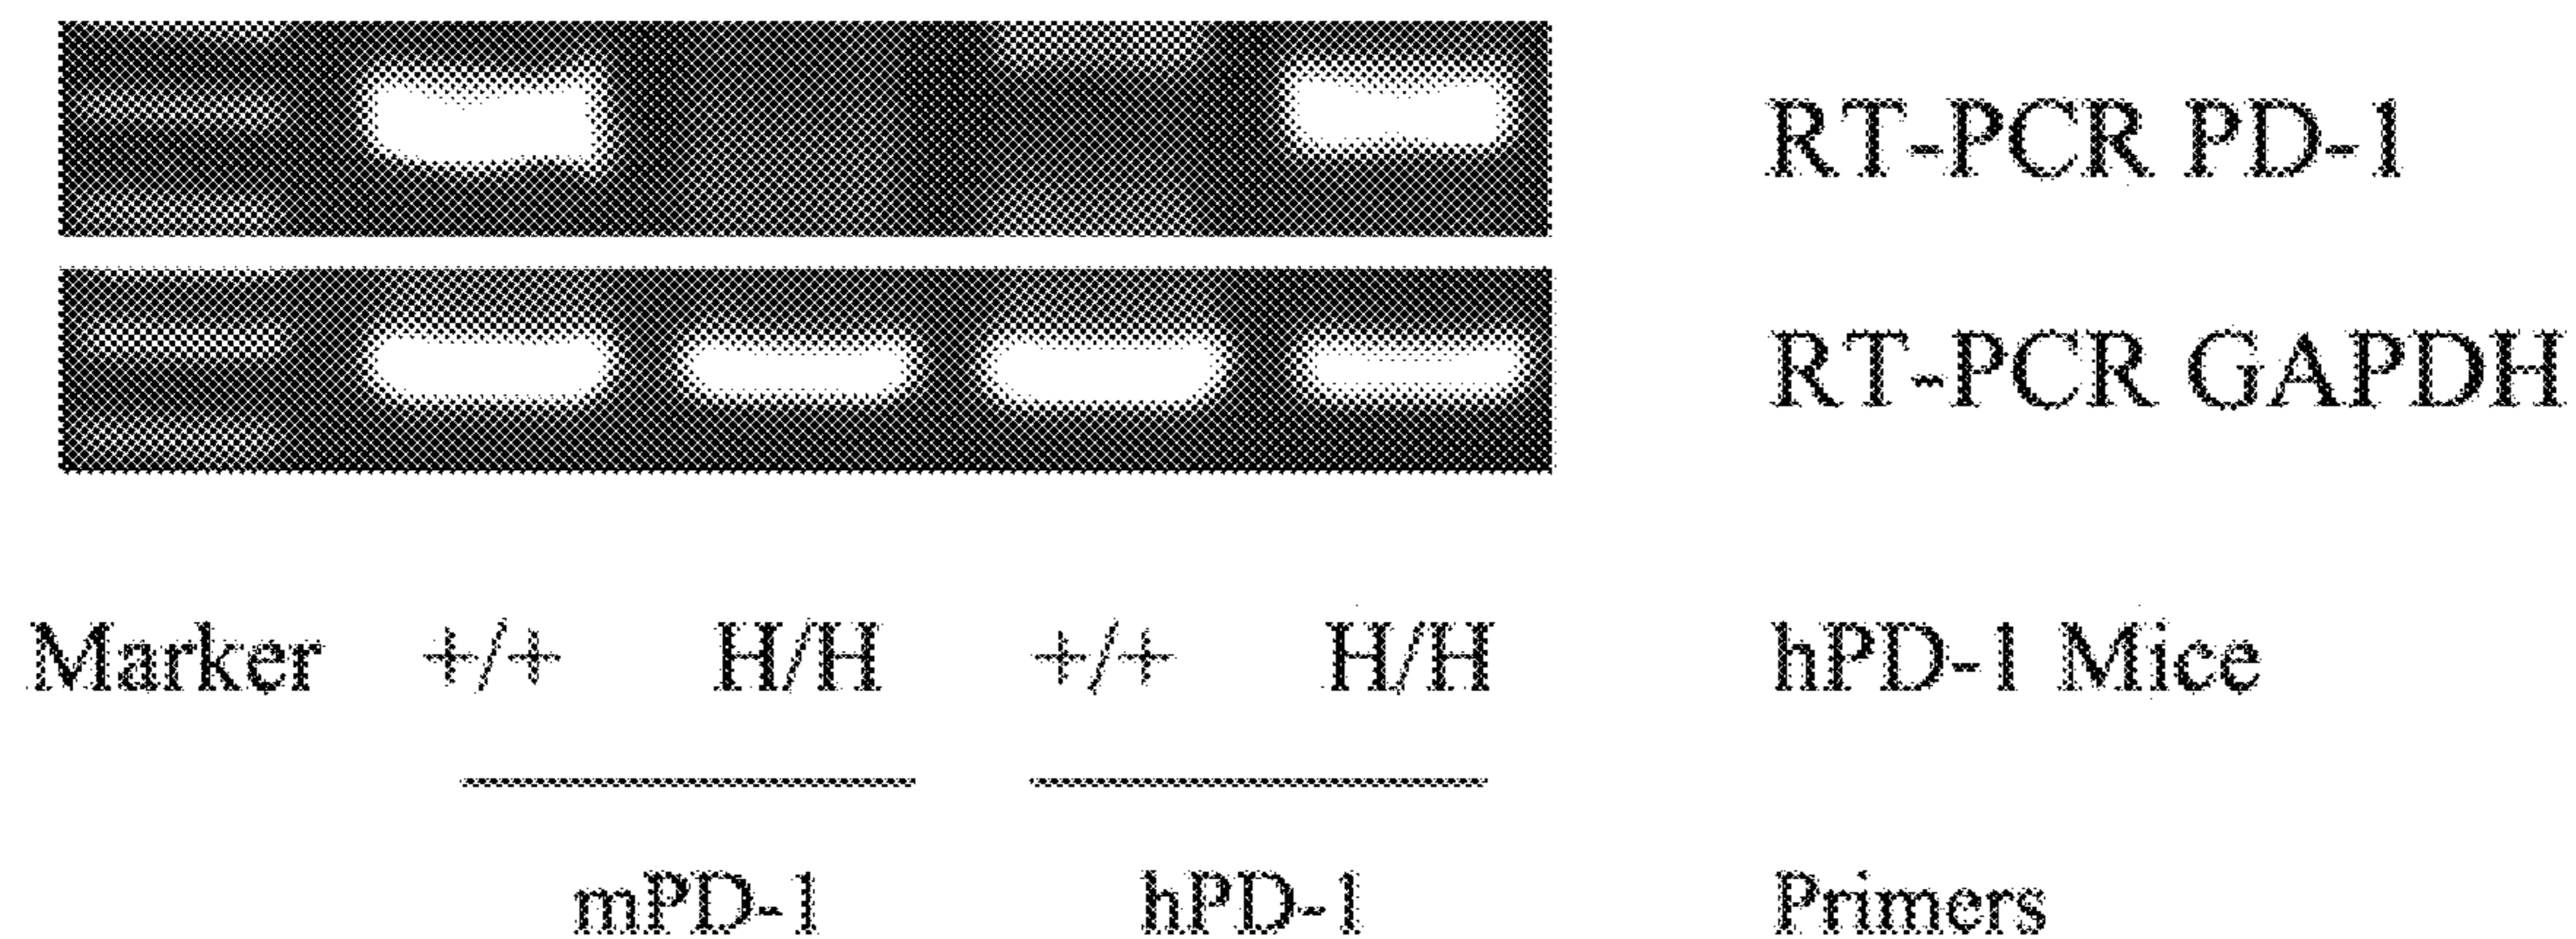 RT-PCR PD-1
RT-PCR GAPDH
Marker +/+ H/H +/+ H/H hPD-1 Mice
mPD-1 hPD-1 Primers